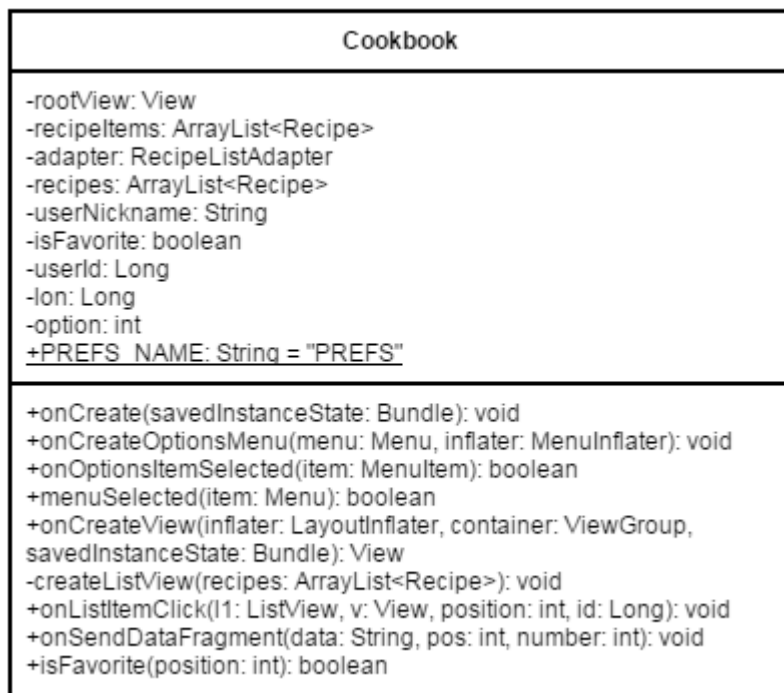 Cookbook
-rootView: View
-recipeItems: ArrayList<Recipe>
-adapter: RecipeListAdapter
-recipes: ArrayList<Recipe>
-userNickname: String
-isFavorite: boolean
-userId: Long
-lon: Long
-option: int
+PREFS_NAME: String = "PREFS"
+onCreate(savedInstanceState: Bundle): void
+onCreateOptionsMenu(menu: Menu, inflater: MenuInflater): void
+onOptionsItemSelected(item: MenuItem): boolean
+menuSelected(item: Menu): boolean
+onCreateView(inflater: LayoutInflater, container: ViewGroup,
savedInstanceState: Bundle): View
-createListView(recipes: ArrayList<Recipe>): void
+onListItemClick(l1: ListView, v: View, position: int, id: Long): void
+onSendDataFragment(data: String, pos: int, number: int): void
+isFavorite(position: int): boolean